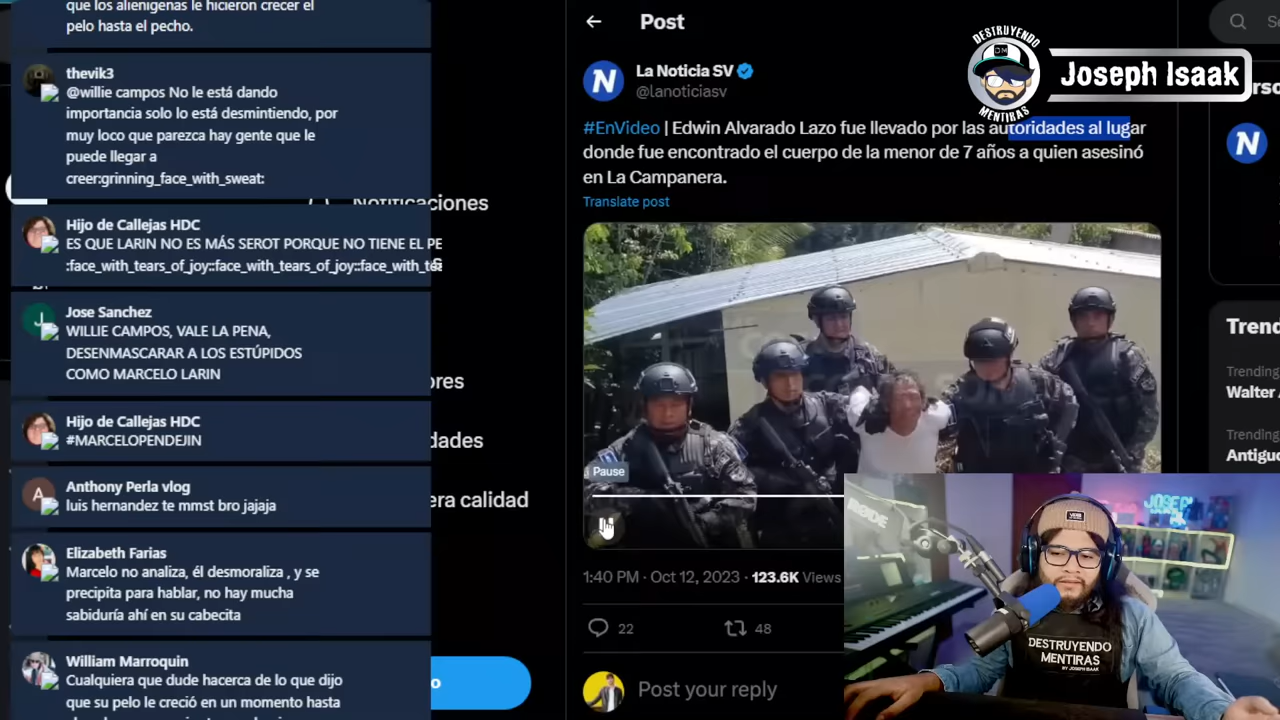 que los alienígenas le hicieron crecer el
pelo hasta el pecho.
thevik3
@willie campos No le está dando
importancia solo lo está desmintiendo, por
muy loco que parezca hay gente que le
puede llegar a
creer:grinning_face_with_sweat:
Hijo de Callejas HDC
ES QUE LARIN NO ES MÁS SEROT PORQUE NO TIENE EL PE
:face_with_tears_of_joy::face_with_tears_of_joy::face_with_te
Jose Sanchez
WILLIE CAMPOS, VALE LA PENA,
DESENMASCARAR A LOS ESTÚPIDOS
COMO MARCELO LARIN
Hijo de Callejas HDC
#MARCELOPENDEJIN
Anthony Perla vlog
luis hernandez te mmst bro jajaja
Elizabeth Farias
Marcelo no analiza, él desmoraliza , y se
precipita para hablar, no hay mucha
sabiduría ahí en su cabecita
William Marroquin
Cualquiera que dude hacerca de lo que dijo
que su pelo le creció en un momento hasta
Notificaciones
ores
dades
era calidad
Post
La Noticia SV
@lanoticiasv
#EnVideo | Edwin Alvarado Lazo fue llevado por las autoridades al lugar
donde fue encontrado el cuerpo de la menor de 7 años a quien asesinó
en La Campanera.
Translate post
Pause
1:40 PM · Oct 12, 2023 · 123.6K Views
22
48
Post your reply
DESTRUYENDO
DM
MENTIRAS
Joseph Isaak
Trend
Trending
Walter
Trending
Antiguo
RØDE
JOSEPH
DESTRUYENDO
MENTIRAS
BY JOSEPH ISAAK